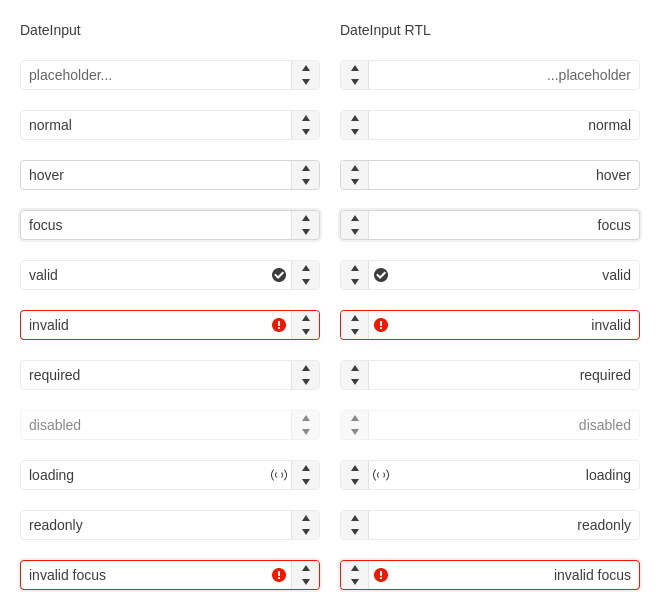 DateInput DateInput RTL
placeholder... ...placeholder
normal normal
hover hover
focus focus
valid valid
invalid invalid
required required
disabled disabled
loading loading
readonly readonly
invalid focus invalid focus